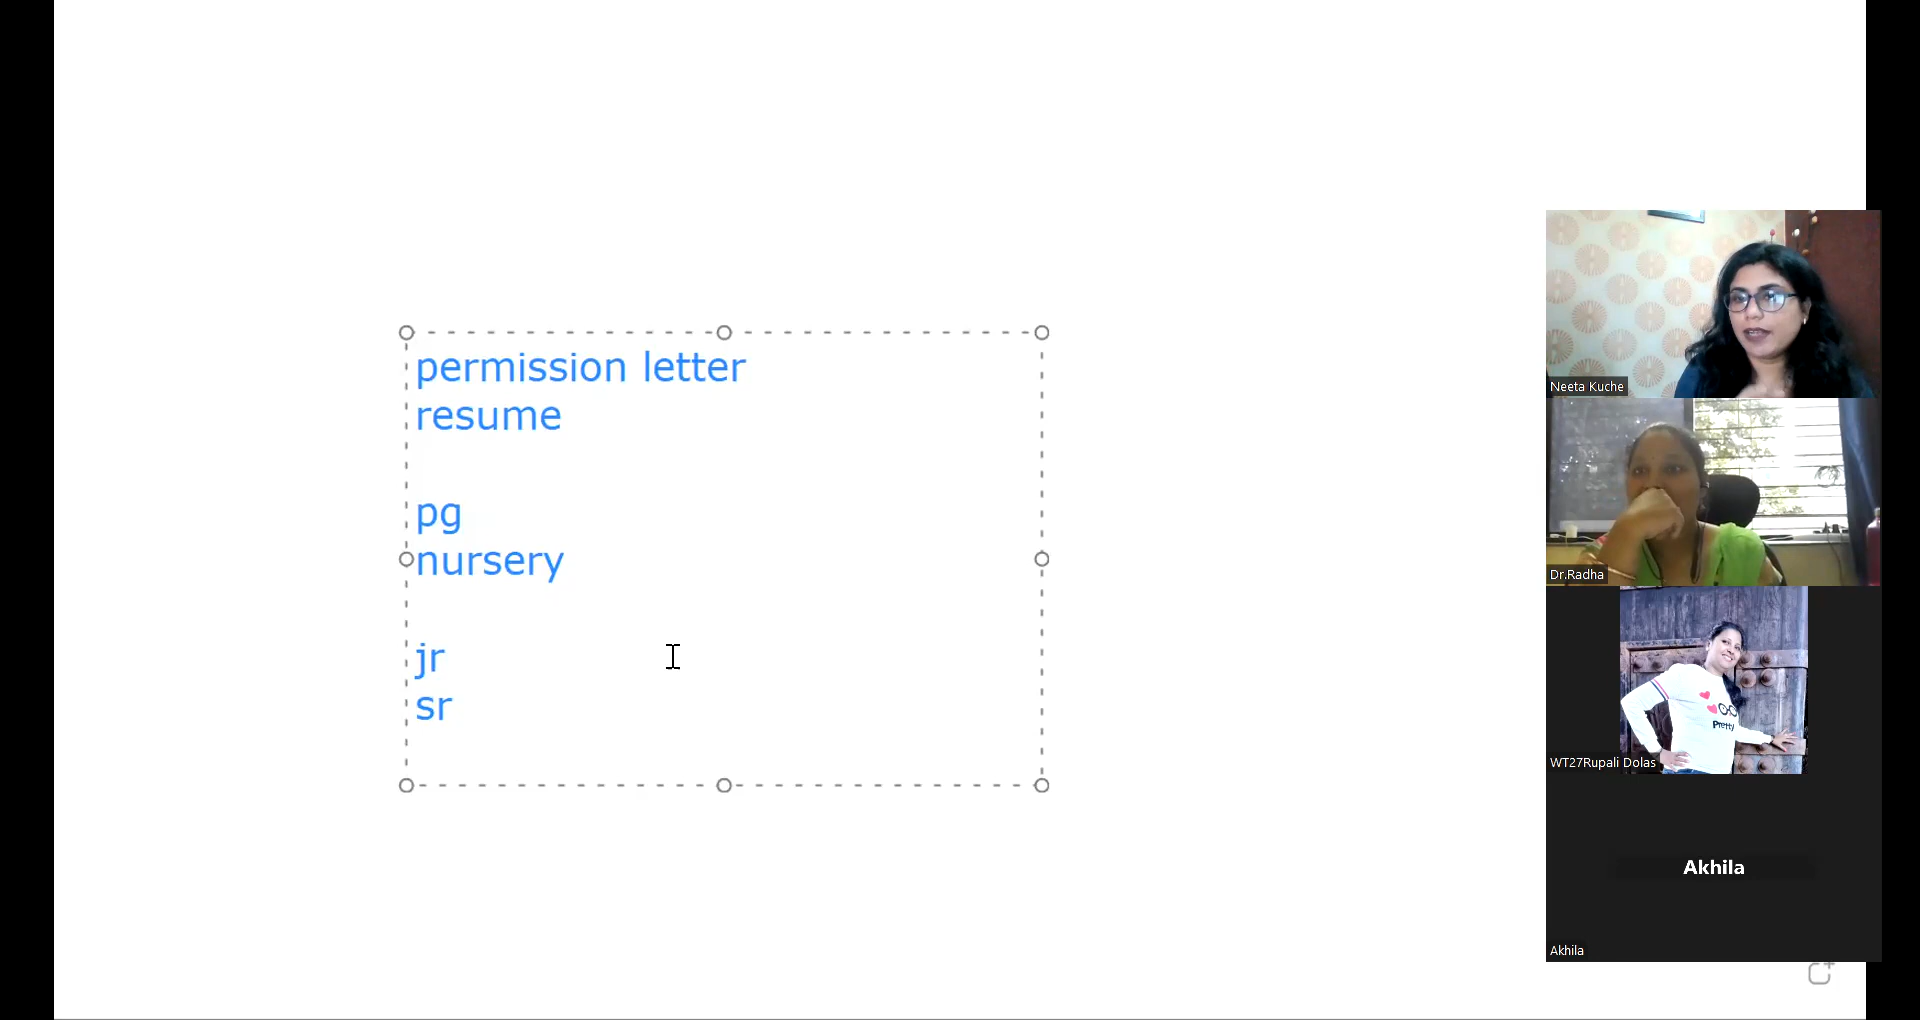 permission letter
resume
pg
nursery
jr
sr
Neeta Kuche
Dr.Radha
Pretty
WT27Rupali Dolas
Akhila
Akhila